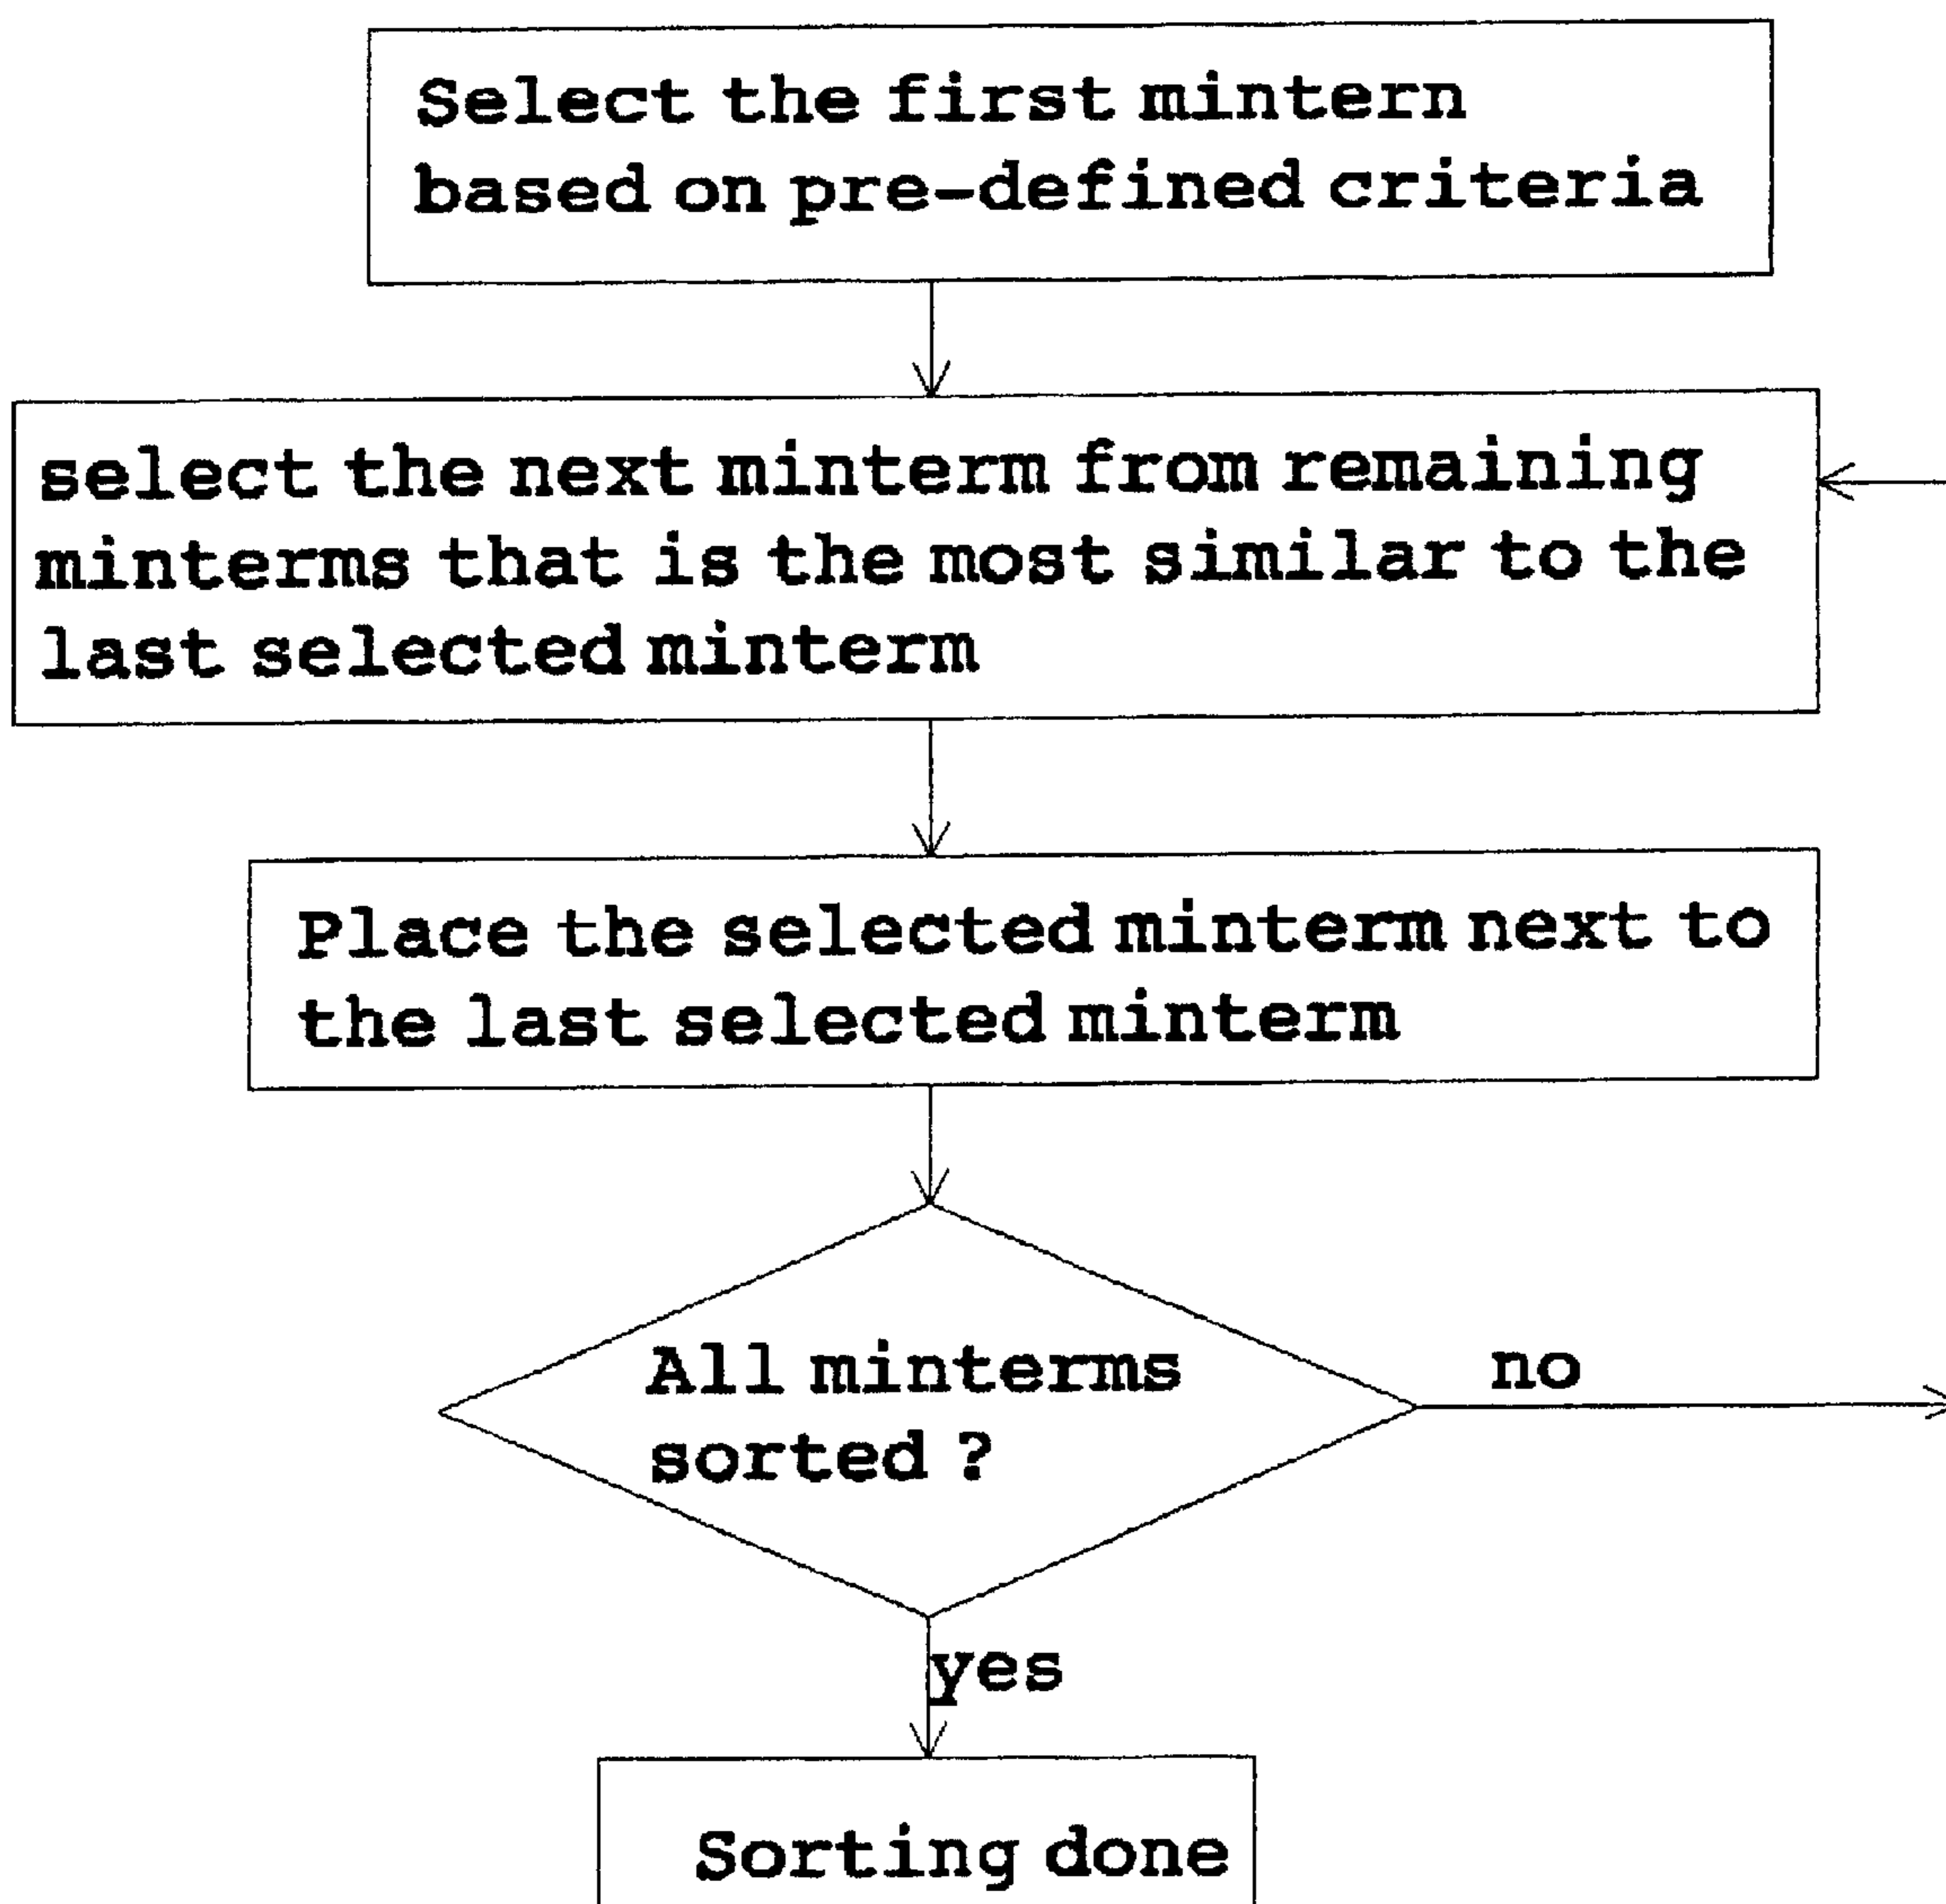 Select the first mintern
based on pre-defined criteria
select the next minterm from remaining
minterms that is the most similar to the
last selected minterm
Place the selected minterm next to
the last selected minterm
All minterms
sorted ?
no
yes
Sorting done